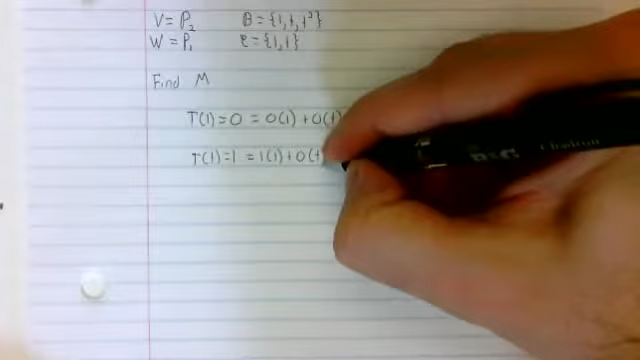 V = P₂ B = {1, t, t²}
W = P₁ C = {1, t}
Find M
T(1) = 0 = 0(1) + 0(t)
T(t) = 1 = 1(1) + 0(t